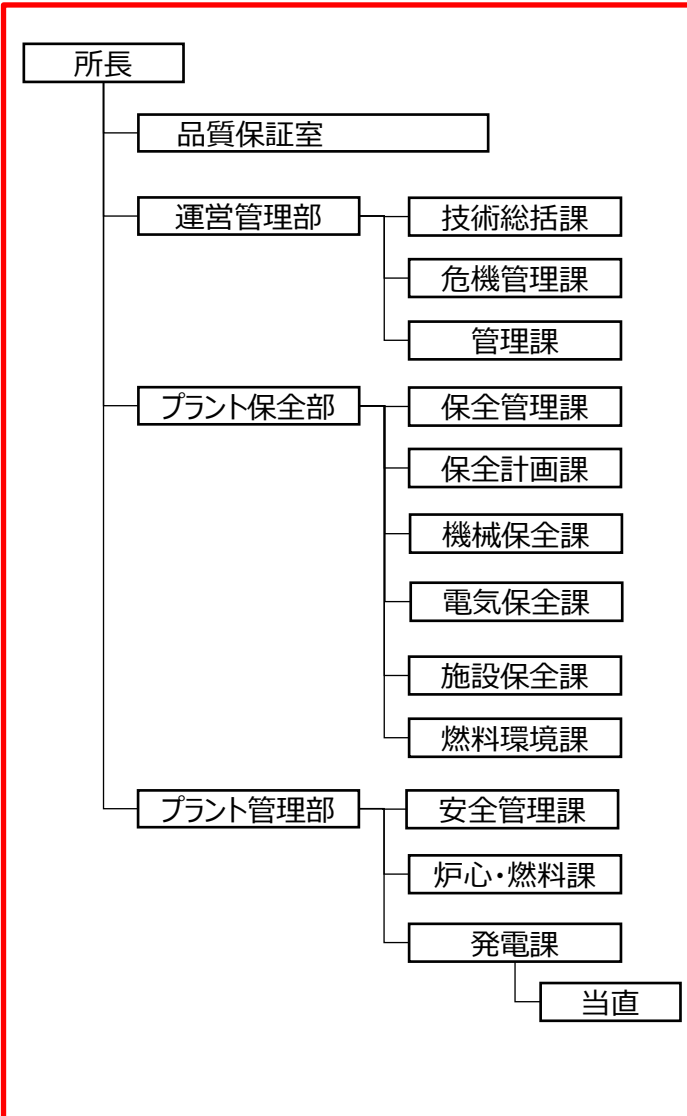 所長
品質保証室
運営管理部
技術総括課
危機管理課
管理課
プラント保全部
保全管理課
保全計画課
機械保全課
電気保全課
施設保全課
燃料環境課
プラント管理部
安全管理課
炉心・燃料課
発電課
当直